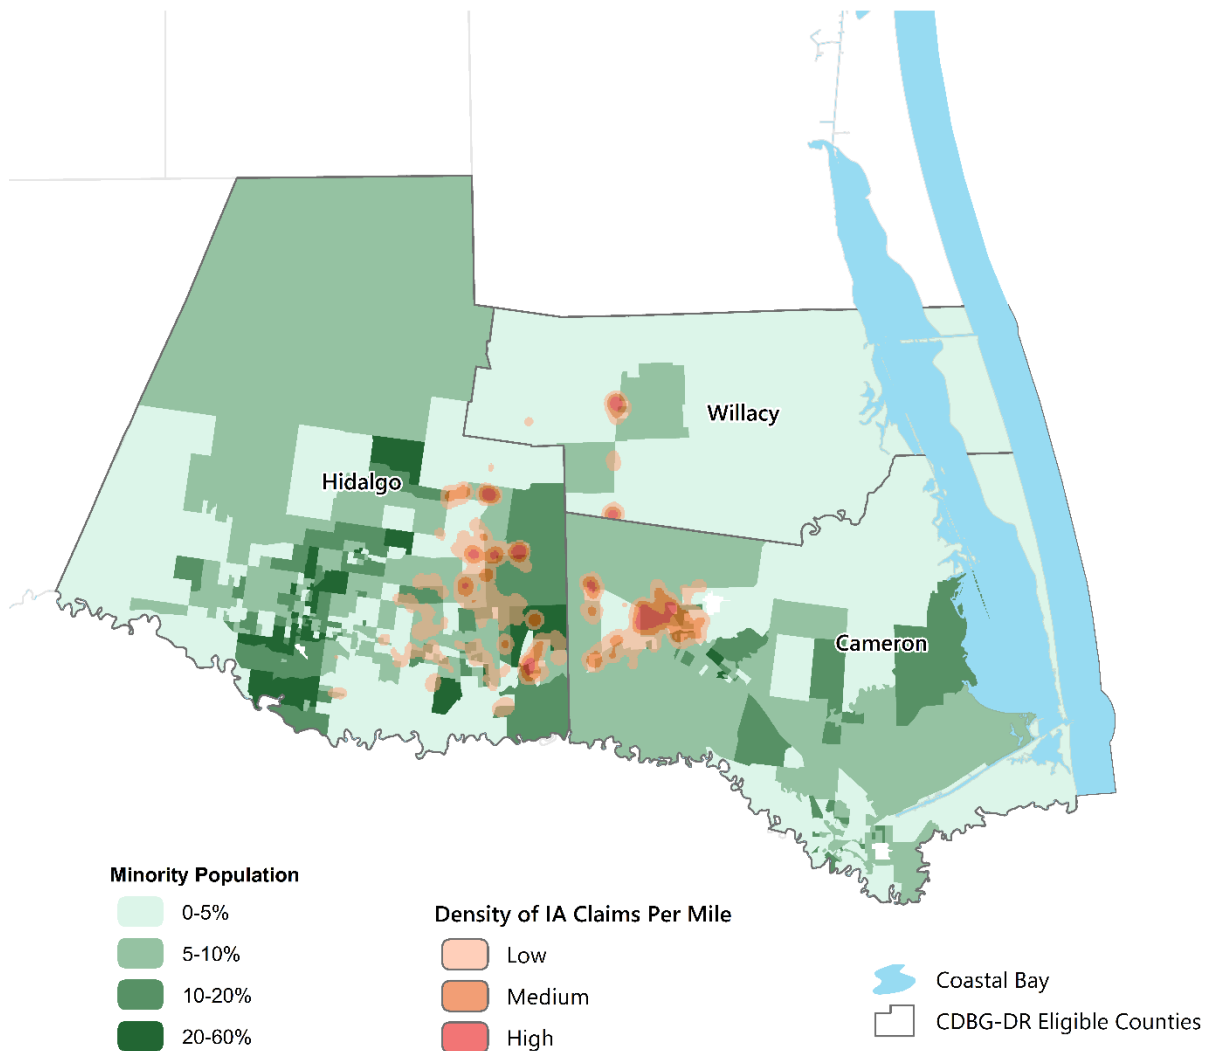 Willacy
Hidalgo
Cameron
Minority Population
0-5%
5-10%
10-20%
20-60%
Density of IA Claims Per Mile
Low
Medium
High
Coastal Bay
CDBG-DR Eligible Counties